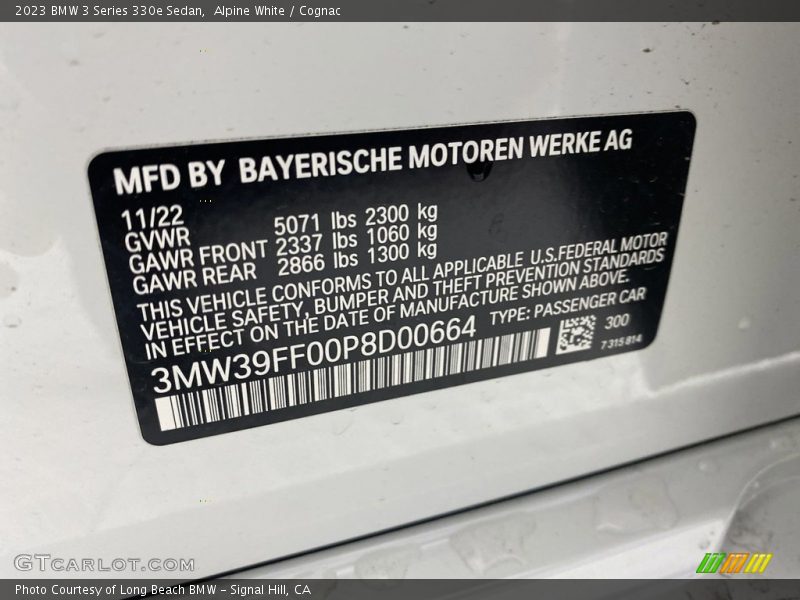 2023 BMW 3 Series 330e Sedan,  Alpine White / Cognac
MFD BY BAYERISCHE MOTOREN WERKE AG
11/22
GVWR 5071 lbs 2300 kg
GAWR FRONT 2337 lbs 1060 kg
GAWR REAR 2866 lbs 1300 kg
THIS VEHICLE CONFORMS TO ALL APPLICABLE U.S.FEDERAL MOTOR
VEHICLE SAFETY, BUMPER AND THEFT PREVENTION STANDARDS
IN EFFECT ON THE DATE OF MANUFACTURE SHOWN ABOVE.
3MW39FF00P8D00664 TYPE: PASSENGER CAR
300
7 315 814
GTCARLOT.COM
Photo Courtesy of Long Beach BMW - Signal Hill, CA